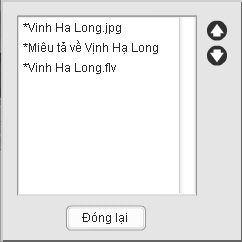 *Vinh Ha Long.jpg
*Miêu tả về Vịnh Hạ Long
*Vinh Ha Long.flv
Đóng lại